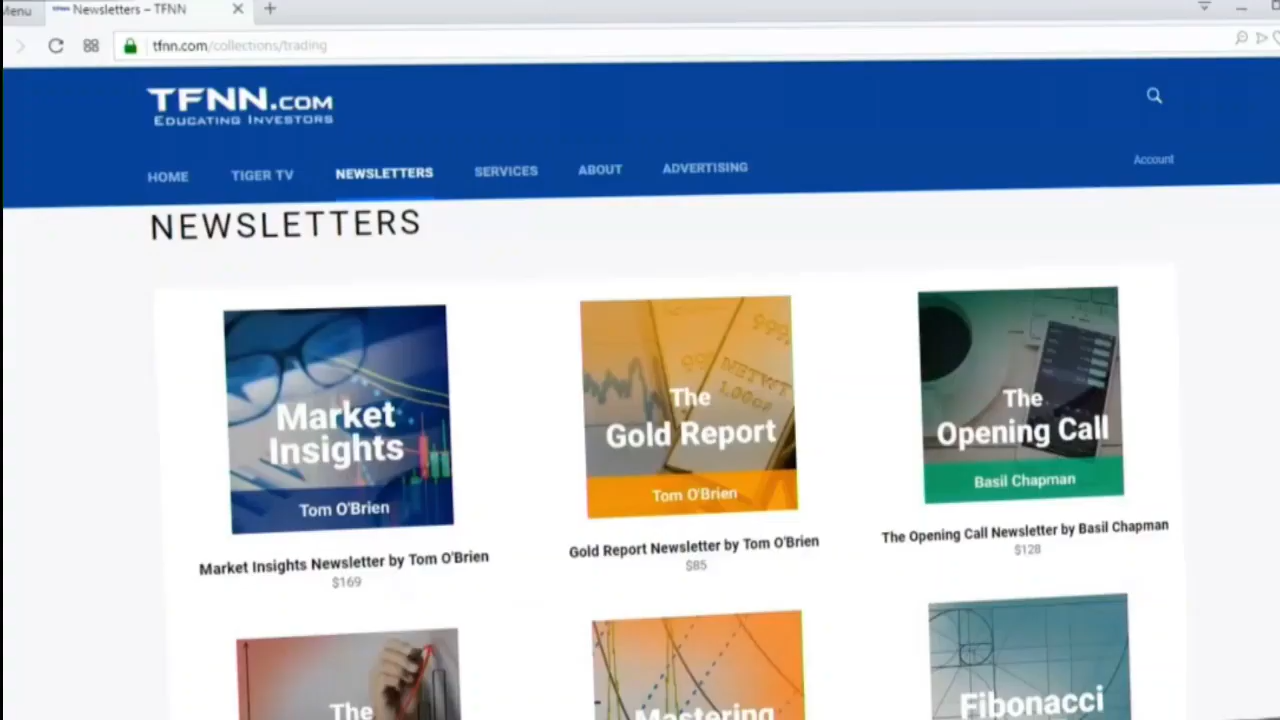 Menu
Newsletters – TFNN
tfnn.com/collections/trading
TFNN.COM
EDUCATING INVESTORS
HOME TIGER TV NEWSLETTERS SERVICES ABOUT ADVERTISING Account
NEWSLETTERS
Market
Insights
Tom O'Brien
Market Insights Newsletter by Tom O'Brien
$169
The
Gold Report
Tom O'Brien
Gold Report Newsletter by Tom O'Brien
$85
The
Opening Call
Basil Chapman
The Opening Call Newsletter by Basil Chapman
$128
The
Mastering
Fibonacci